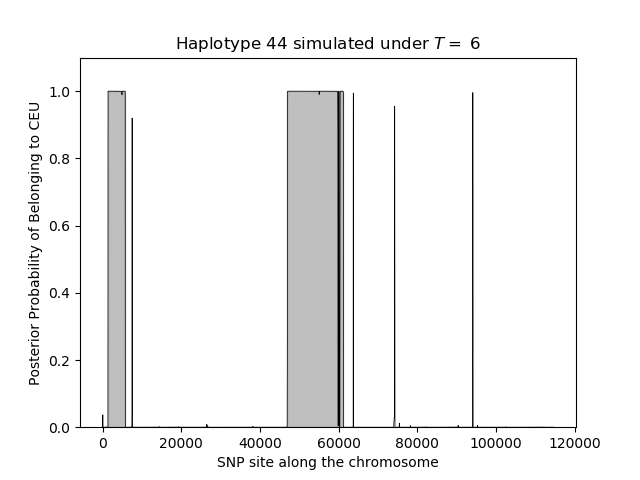 Haplotype 44 simulated under T = 6
Posterior Probability of Belonging to CEU
1.0
0.8
0.6
0.4
0.2
0.0
0 20000 40000 60000 80000 100000 120000
SNP site along the chromosome